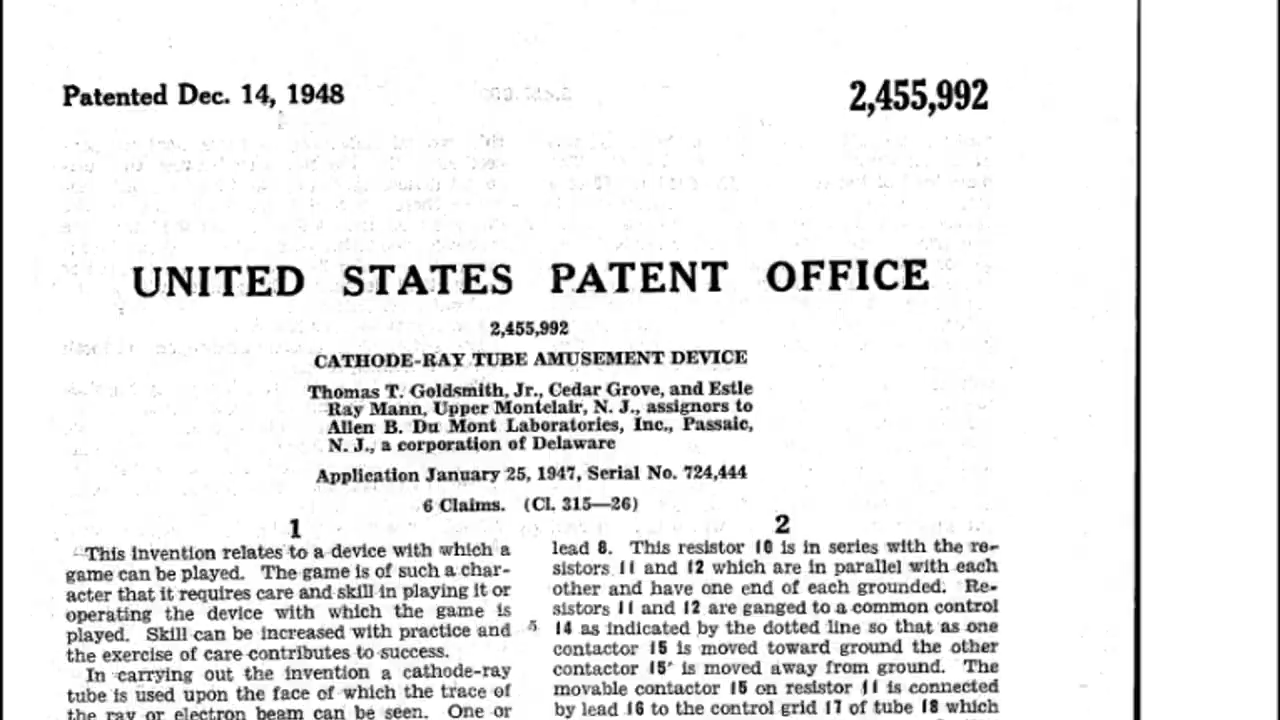 Patented Dec. 14, 1948
2,455,992
UNITED STATES PATENT OFFICE
2,455,992
CATHODE-RAY TUBE AMUSEMENT DEVICE
Thomas T. Goldsmith, Jr., Cedar Grove, and Estle
Ray Mann, Upper Montclair, N. J., assignors to
Allen B. Du Mont Laboratories, Inc., Passaic,
N. J., a corporation of Delaware
Application January 25, 1947, Serial No. 724,444
6 Claims. (Cl. 315—26)
1
This invention relates to a device with which a
game can be played. The game is of such a char-
acter that it requires care and skill in playing it or
operating the device with which the game is
played. Skill can be increased with practice and
the exercise of care contributes to success.
In carrying out the invention a cathode-ray
tube is used upon the face of which the trace of
the ray or electron beam can be seen. One or
5
2
lead 8. This resistor 10 is in series with the re-
sistors 11 and 12 which are in parallel with each
other and have one end of each grounded. Re-
sistors 11 and 12 are ganged to a common control
14 as indicated by the dotted line so that as one
contactor 15 is moved toward ground the other
contactor 15' is moved away from ground. The
movable contactor 15 on resistor 11 is connected
by lead 16 to the control grid 17 of tube 18 which